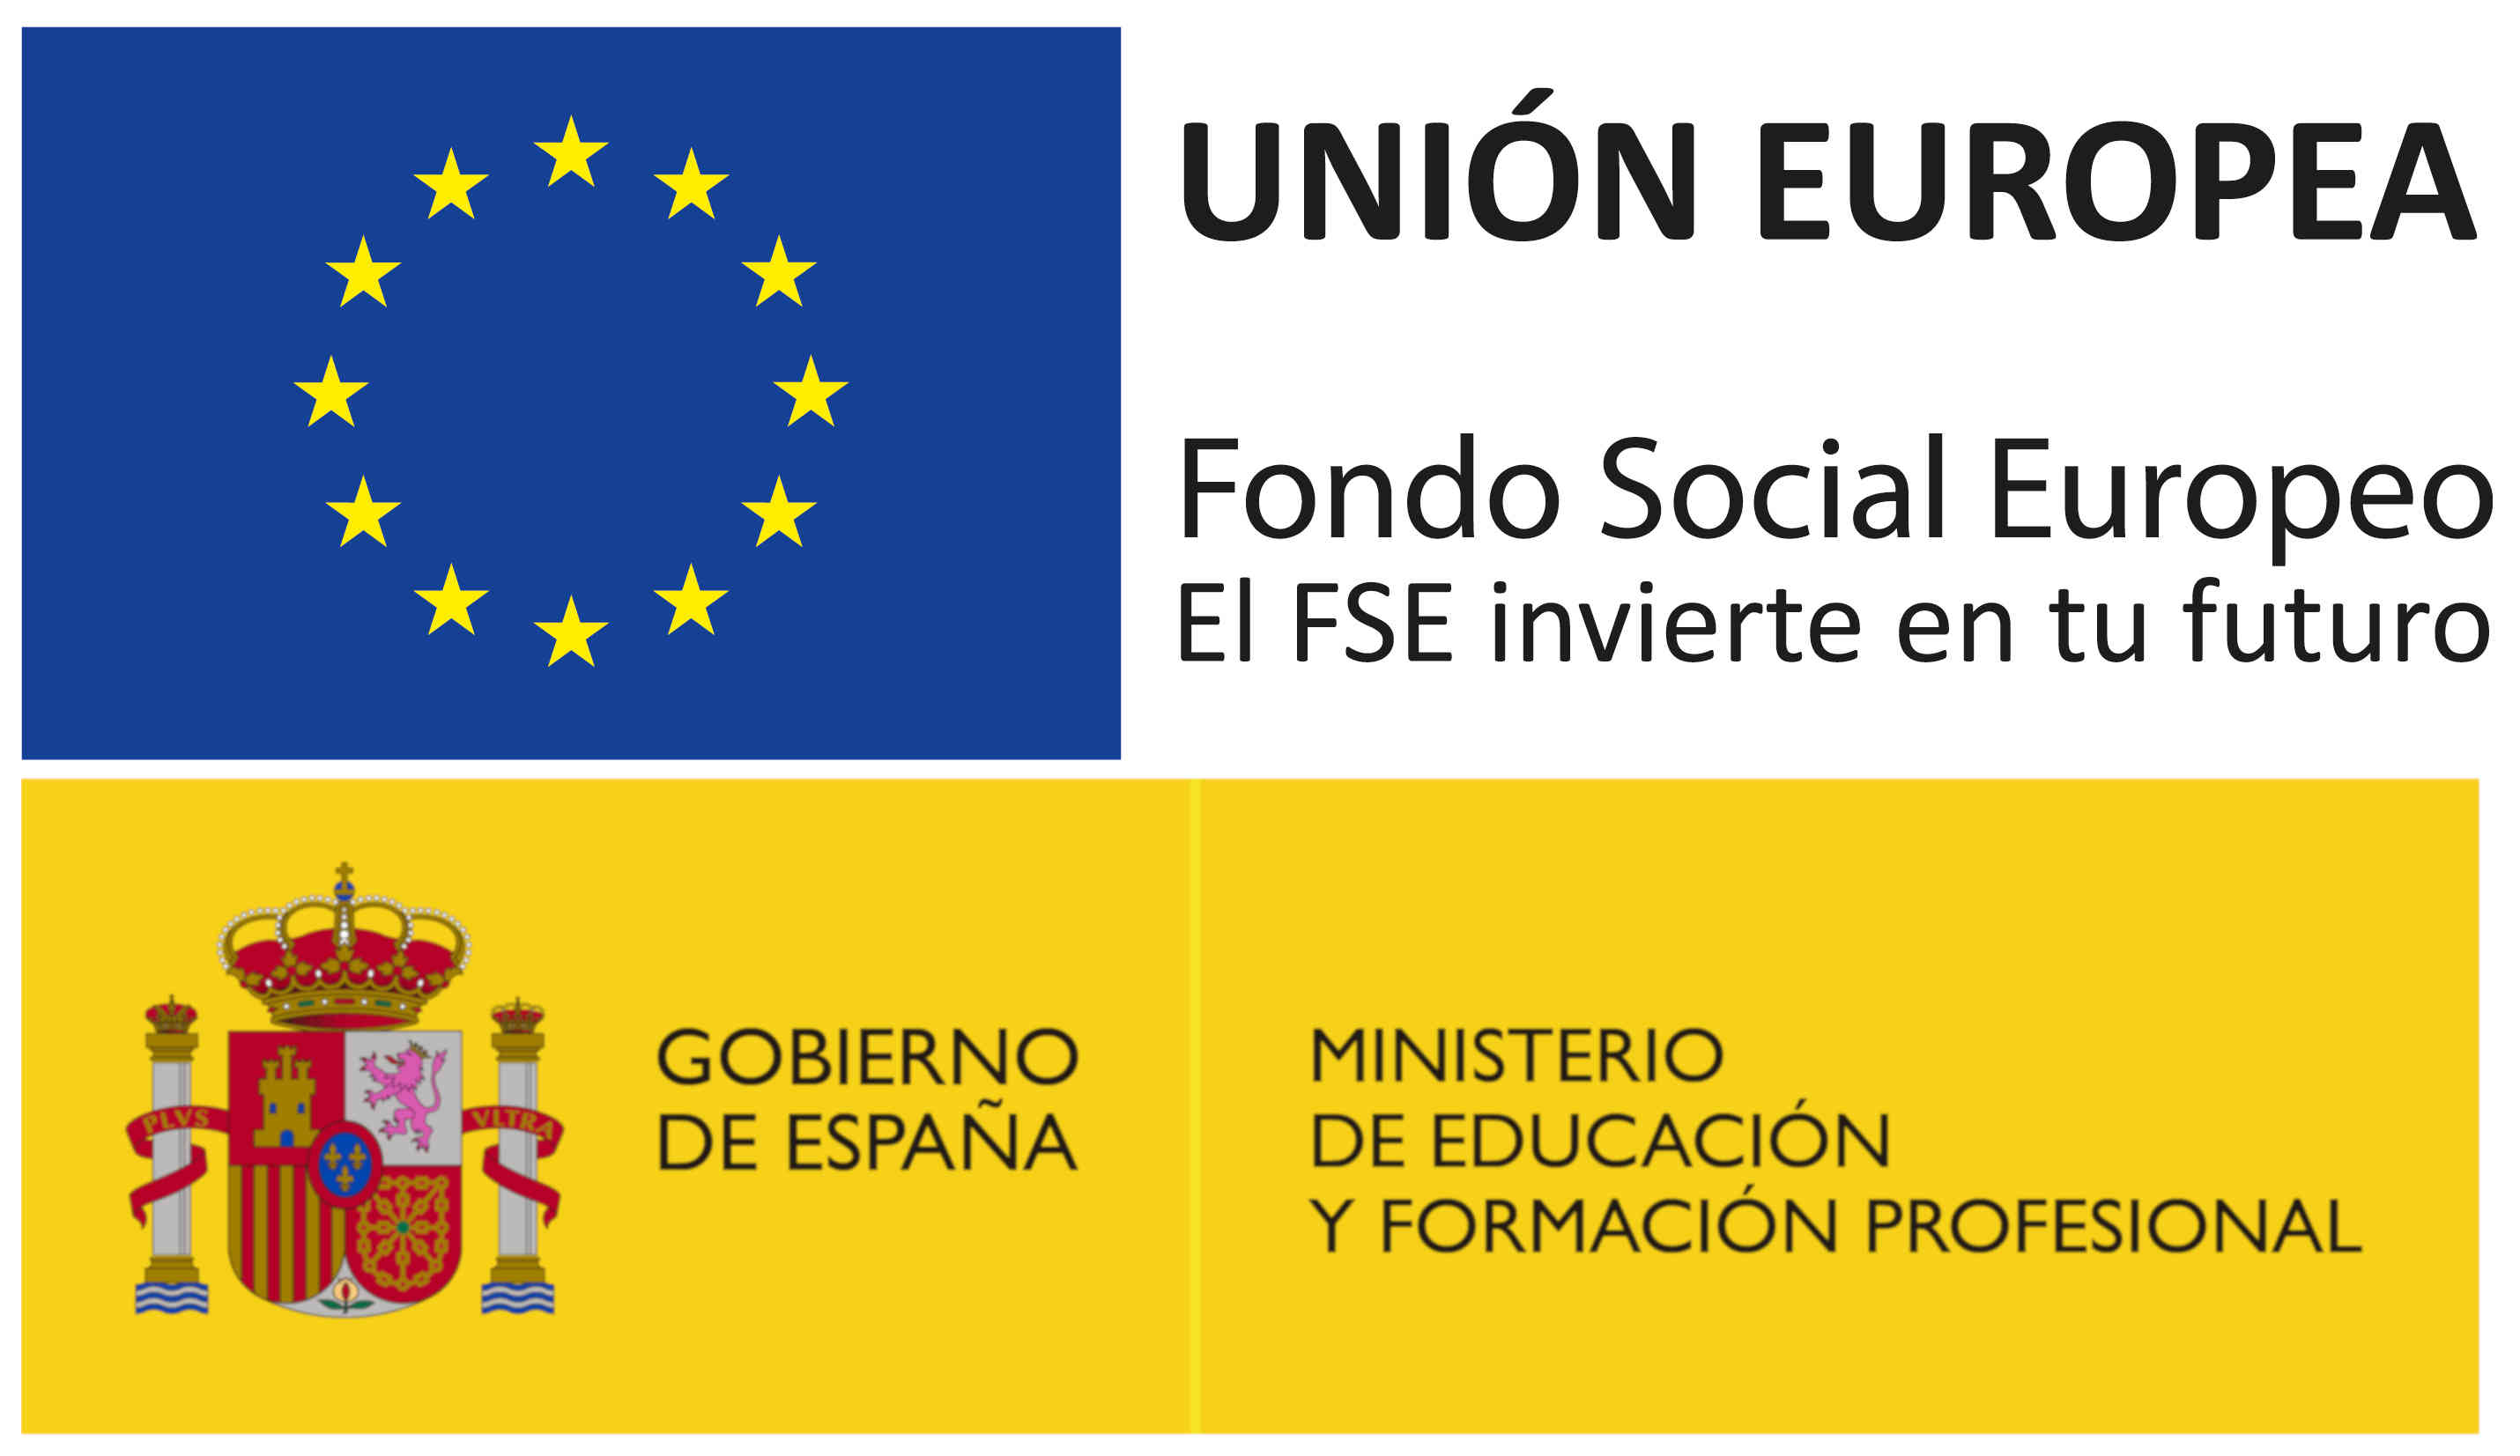 UNIÓN EUROPEA
Fondo Social Europeo
El FSE invierte en tu futuro
PLVS VLTRA
GOBIERNO
DE ESPAÑA
MINISTERIO
DE EDUCACIÓN
Y FORMACIÓN PROFESIONAL